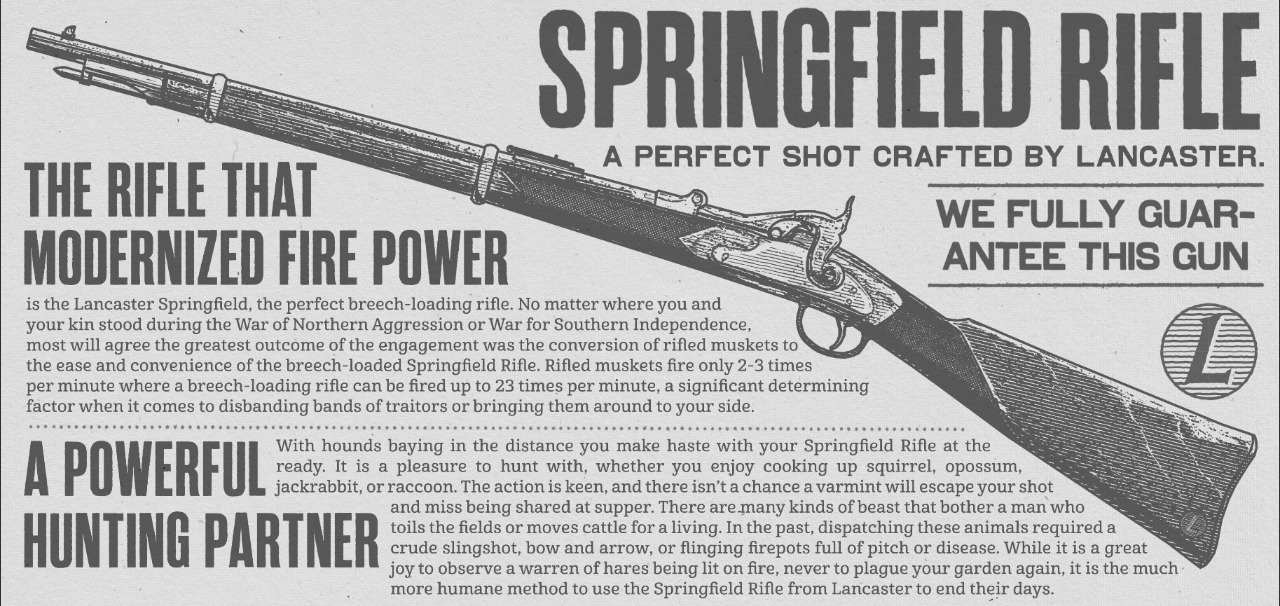 SPRINGFIELD RIFLE
A PERFECT SHOT CRAFTED BY LANCASTER.
WE FULLY GUAR-
ANTEE THIS GUN
L
THE RIFLE THAT
MODERNIZED FIRE POWER
is the Lancaster Springfield, the perfect breech-loading rifle. No matter where you and
your kin stood during the War of Northern Aggression or War for Southern Independence,
most will agree the greatest outcome of the engagement was the conversion of rifled muskets to
the ease and convenience of the breech-loaded Springfield Rifle. Rifled muskets fire only 2-3 times
per minute where a breech-loading rifle can be fired up to 23 times per minute, a significant determining
factor when it comes to disbanding bands of traitors or bringing them around to your side.
A POWERFUL
HUNTING PARTNER
With hounds baying in the distance you make haste with your Springfield Rifle at the
ready. It is a pleasure to hunt with, whether you enjoy cooking up squirrel, opossum,
jackrabbit, or raccoon. The action is keen, and there isn't a chance a varmint will escape your shot
and miss being shared at supper. There are many kinds of beast that bother a man who
toils the fields or moves cattle for a living. In the past, dispatching these animals required a
crude slingshot, bow and arrow, or flinging firepots full of pitch or disease. While it is a great
joy to observe a warren of hares being lit on fire, never to plague your garden again, it is the much
more humane method to use the Springfield Rifle from Lancaster to end their days.